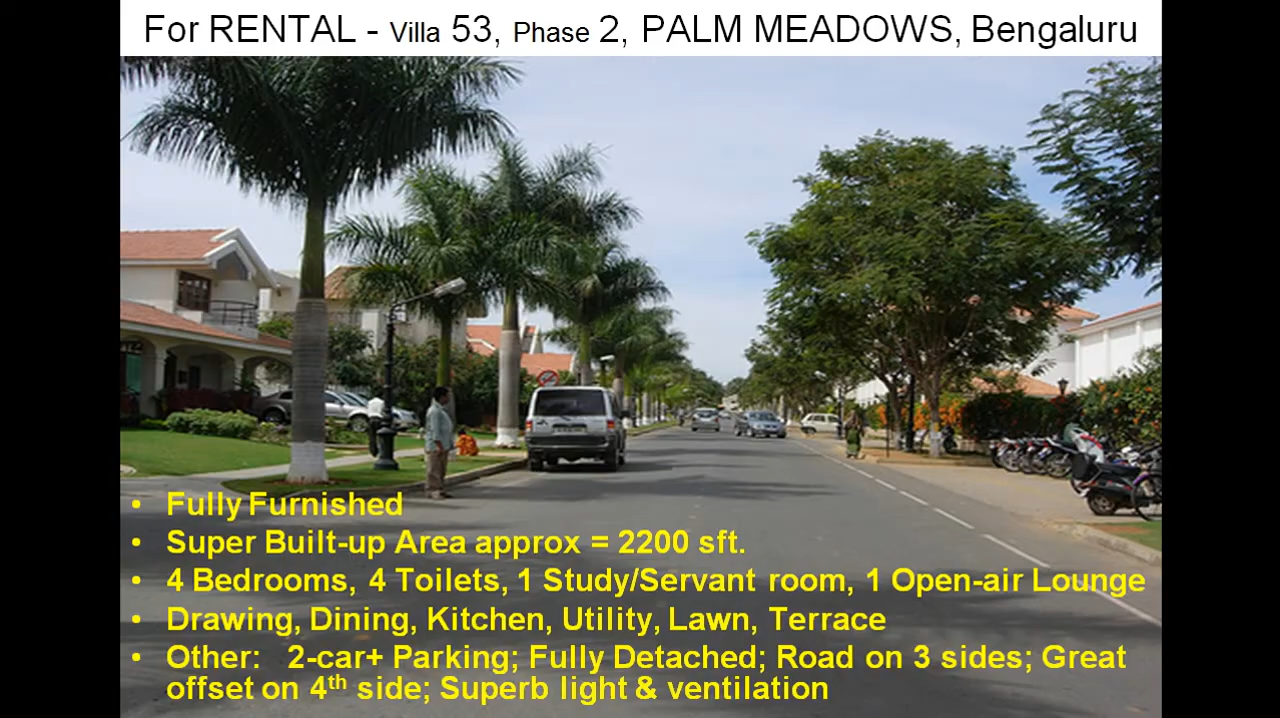 For RENTAL - Villa 53, Phase 2, PALM MEADOWS, Bengaluru
• Fully Furnished
• Super Built-up Area approx = 2200 sft.
• 4 Bedrooms, 4 Toilets, 1 Study/Servant room, 1 Open-air Lounge
• Drawing, Dining, Kitchen, Utility, Lawn, Terrace
• Other: 2-car+ Parking; Fully Detached; Road on 3 sides; Great
offset on 4th side; Superb light & ventilation